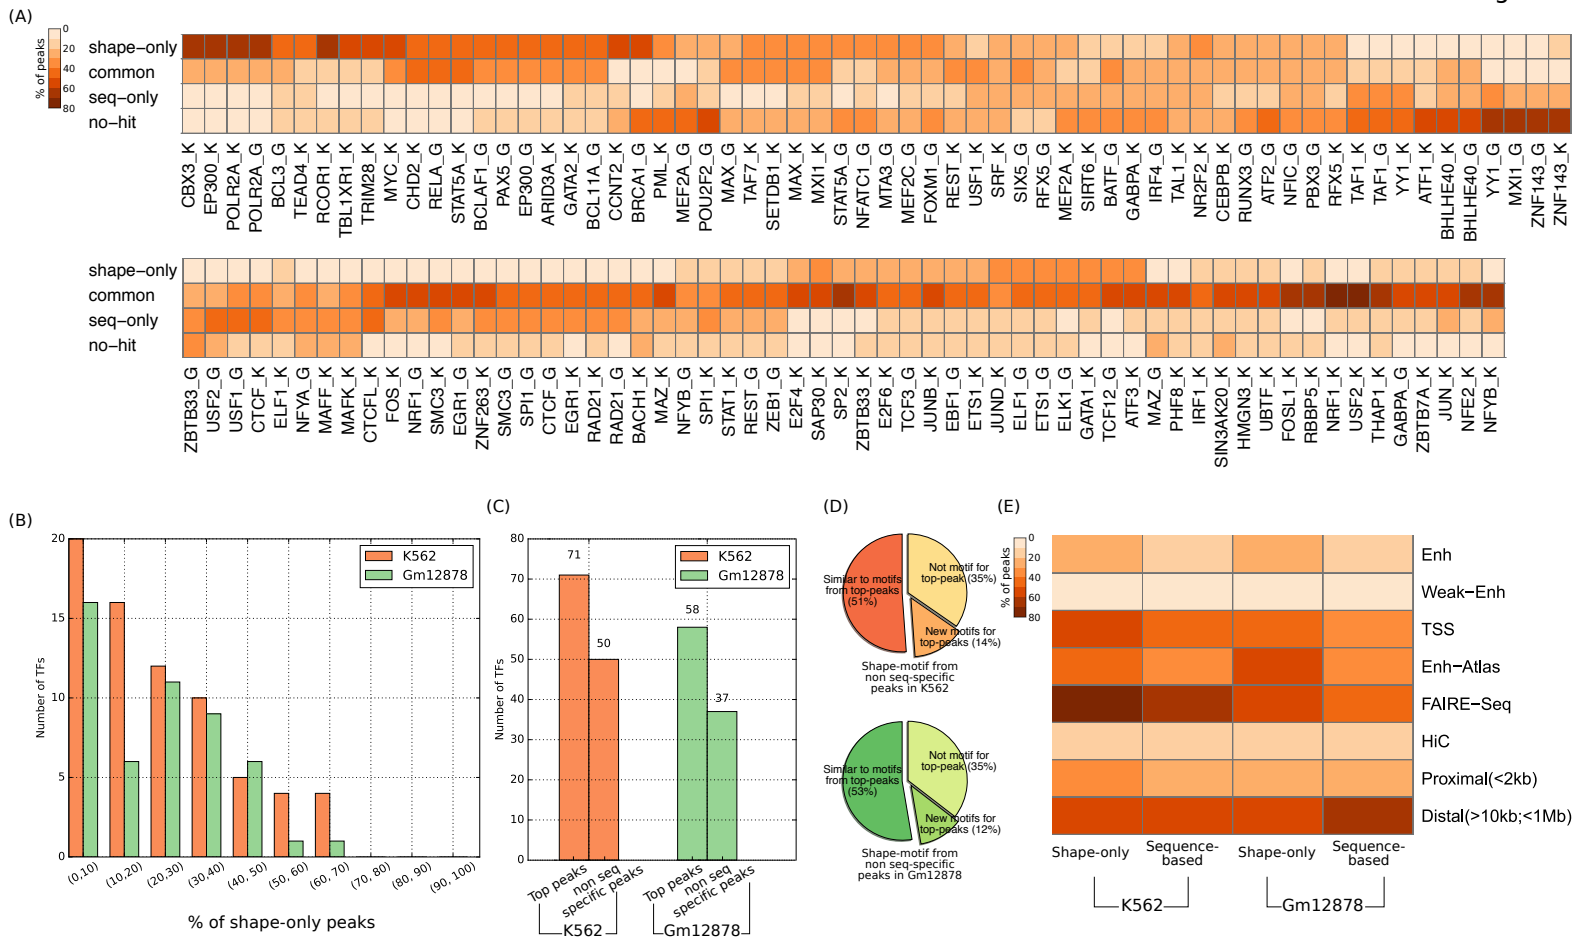 (A)
0
20
40
60
80
% of peaks
shape−only
common
seq−only
no−hit
CBX3_K
EP300_K
POLR2A_K
POLR2A_G
BCL3_G
TEAD4_K
RCOR1_K
TBL1XR1_K
TRIM28_K
MYC_K
CHD2_K
RELA_G
STAT5A_K
BCLAF1_G
PAX5_G
EP300_G
ARID3A_K
GATA2_K
BCL11A_G
CCNT2_K
BRCA1_G
PML_K
MEF2A_G
POU2F2_G
MAX_G
TAF7_K
SETDB1_K
MAX_K
MXI1_K
STAT5A_G
NFATC1_G
MTA3_G
MEF2C_G
FOXM1_G
REST_K
USF1_K
SRF_K
SIX5_G
RFX5_G
MEF2A_K
SIRT6_K
BATF_G
GABPA_K
IRF4_G
TAL1_K
NR2F2_K
CEBPB_K
RUNX3_G
ATF2_G
NFIC_G
PBX3_G
RFX5_K
TAF1_K
TAF1_G
YY1_K
ATF1_K
BHLHE40_K
BHLHE40_G
YY1_G
MXI1_G
ZNF143_G
ZNF143_K
shape−only
common
seq−only
no−hit
ZBTB33_G
USF2_G
USF1_G
CTCF_K
ELF1_K
NFYA_G
MAFF_K
MAFK_K
CTCFL_K
FOS_K
NRF1_G
SMC3_K
EGR1_G
ZNF263_K
SMC3_G
SPI1_G
CTCF_G
EGR1_K
RAD21_K
RAD21_G
BACH1_K
MAZ_K
NFYB_G
SPI1_K
STAT1_K
REST_G
ZEB1_G
E2F4_K
SAP30_K
SP2_K
ZBTB33_K
E2F6_K
TCF3_G
JUNB_K
EBF1_G
ETS1_K
JUND_K
ELF1_G
ETS1_G
ELK1_G
GATA1_K
TCF12_G
ATF3_K
MAZ_G
PHF8_K
IRF1_K
SIN3AK20_K
HMGN3_K
UBTF_K
FOSL1_K
RBBP5_K
NRF1_K
USF2_K
THAP1_K
GABPA_G
ZBTB7A_K
JUN_K
NFE2_K
NFYB_K
(B)
20
15
10
5
0
Number of TFs
K562
Gm12878
(0,10)
(10,20)
(20,30)
(30,40)
(40, 50)
(50, 60)
(60, 70)
(70, 80)
(80, 90)
(90, 100)
% of shape-only peaks
(C)
80
70
60
50
40
30
20
10
0
Number of TFs
K562
Gm12878
71
50
58
37
Top peaks
non seq
specific peaks
Top peaks
non seq
specific peaks
K562
Gm12878
(D)
Similar to motifs
from top-peaks
(51%)
Not motif for
top-peak (35%)
New motifs for
top-peaks (14%)
Shape-motif from
non seq-specific
peaks in K562
Similar to motifs
from top-peaks
(53%)
Not motif for
top-peak (35%)
New motifs for
top-peaks (12%)
Shape-motif from
non seq-specific
peaks in Gm12878
(E)
0
20
40
60
80
% of peaks
Enh
Weak−Enh
TSS
Enh−Atlas
FAIRE−Seq
HiC
Proximal(<2kb)
Distal(>10kb;<1Mb)
Shape-only
Sequence-
based
Shape-only
Sequence-
based
K562
Gm12878